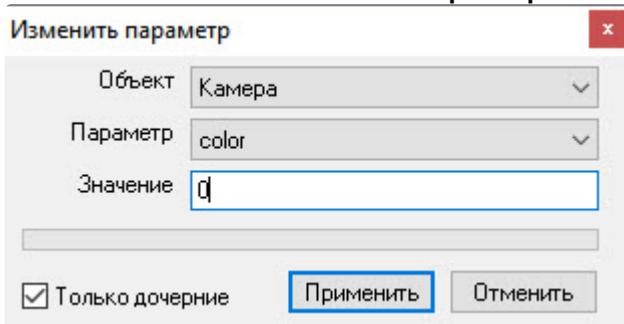 Изменить параметр
x
Объект Камера
Параметр color
Значение 0
Только дочерние Применить Отменить